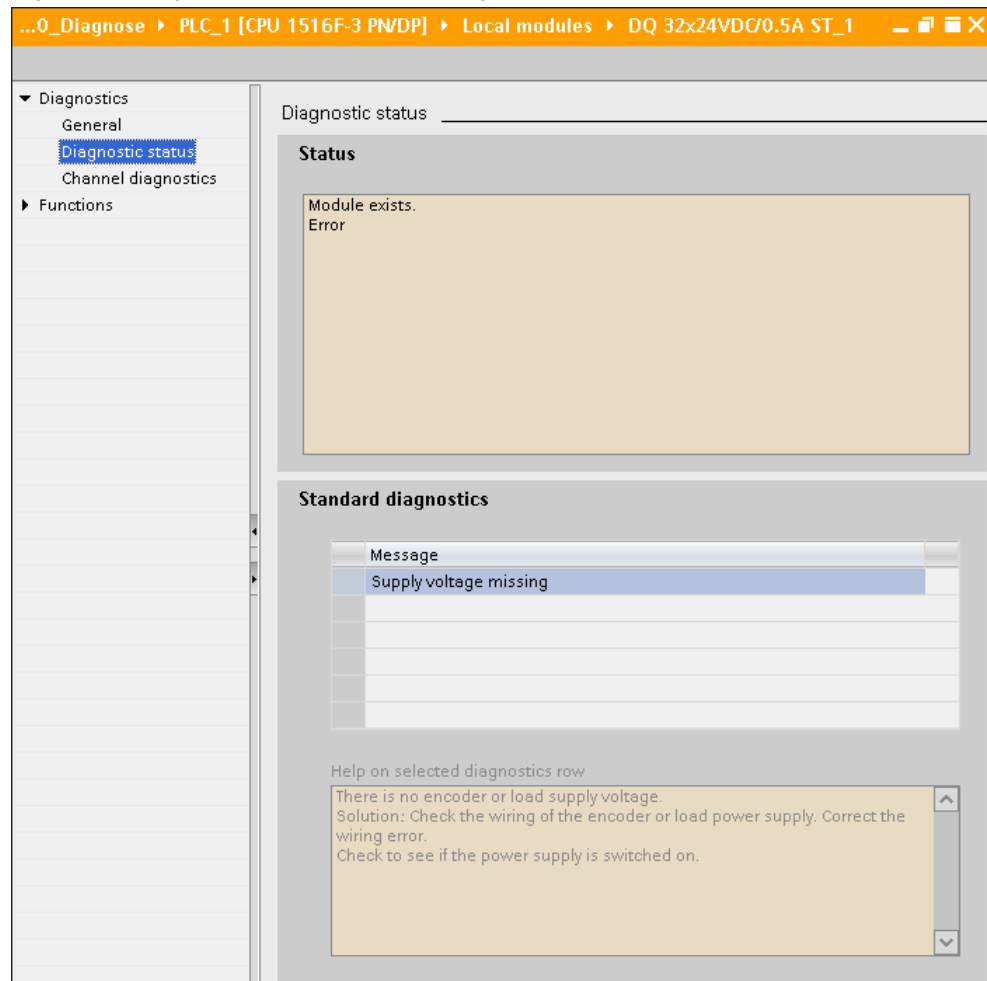 ...0_Diagnose ▸ PLC_1 [CPU 1516F-3 PN/DP] ▸ Local modules ▸ DQ 32x24VDC/0.5A ST_1
Diagnostics
General
Diagnostic status
Channel diagnostics
Functions
Diagnostic status
Status
Module exists.
Error
Standard diagnostics
Message
Supply voltage missing
Help on selected diagnostics row
There is no encoder or load supply voltage.
Solution: Check the wiring of the encoder or load power supply. Correct the
wiring error.
Check to see if the power supply is switched on.